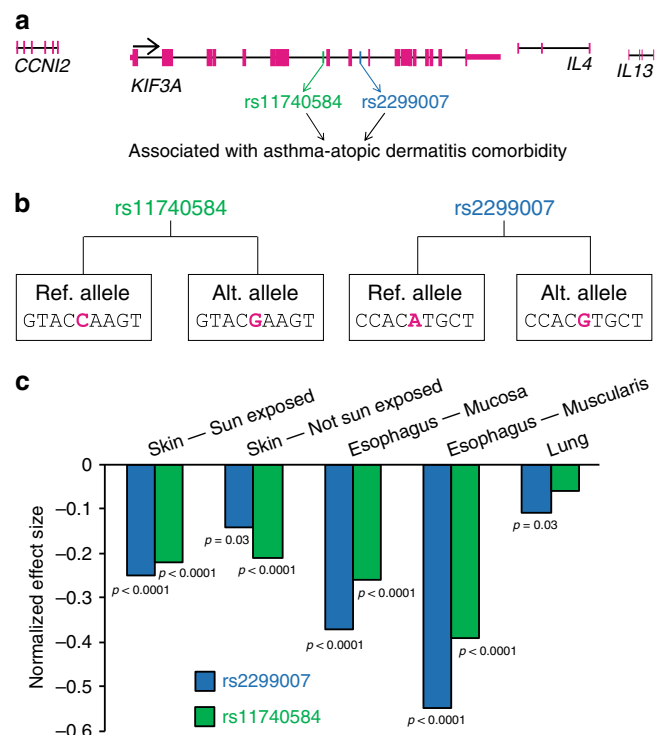 a
CCNI2
KIF3A
IL4
IL13
rs11740584 rs2299007
Associated with asthma-atopic dermatitis comorbidity
b
rs11740584 rs2299007
Ref. allele
GTACCAAGT
Alt. allele
GTACGAAGT
Ref. allele
CCACATGCT
Alt. allele
CCACGTGCT
c
Skin — Sun exposed
Skin — Not sun exposed
Esophagus — Mucosa
Esophagus — Muscularis
Lung
Normalized effect size
0
–0.1
–0.2
–0.3
–0.4
–0.5
–0.6
p < 0.0001
p < 0.0001
p = 0.03
p < 0.0001
p < 0.0001
p < 0.0001
p < 0.0001
p < 0.0001
p = 0.03
rs2299007
rs11740584